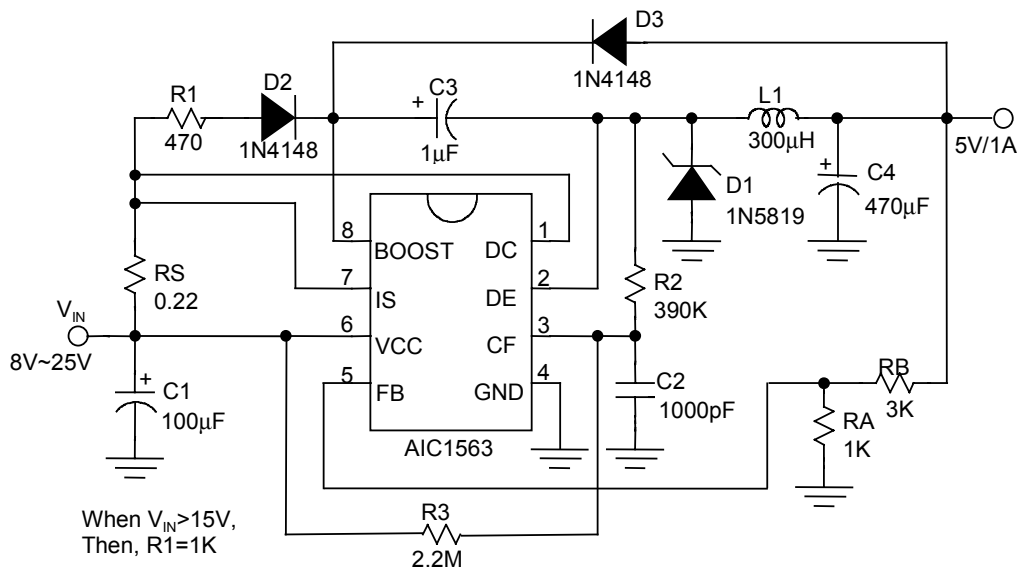 D3
1N4148
R1
470
D2
1N4148
C3
+
1μF
L1
300μH
5V/1A
D1
1N5819
+
C4
470μF
8
BOOST
DC
1
7
IS
DE
2
6
VCC
CF
3
5
FB
GND
4
AIC1563
RS
0.22
VIN
8V~25V
+
C1
100μF
R2
390K
C2
1000pF
RB
3K
RA
1K
R3
2.2M
When VIN>15V,
Then, R1=1K